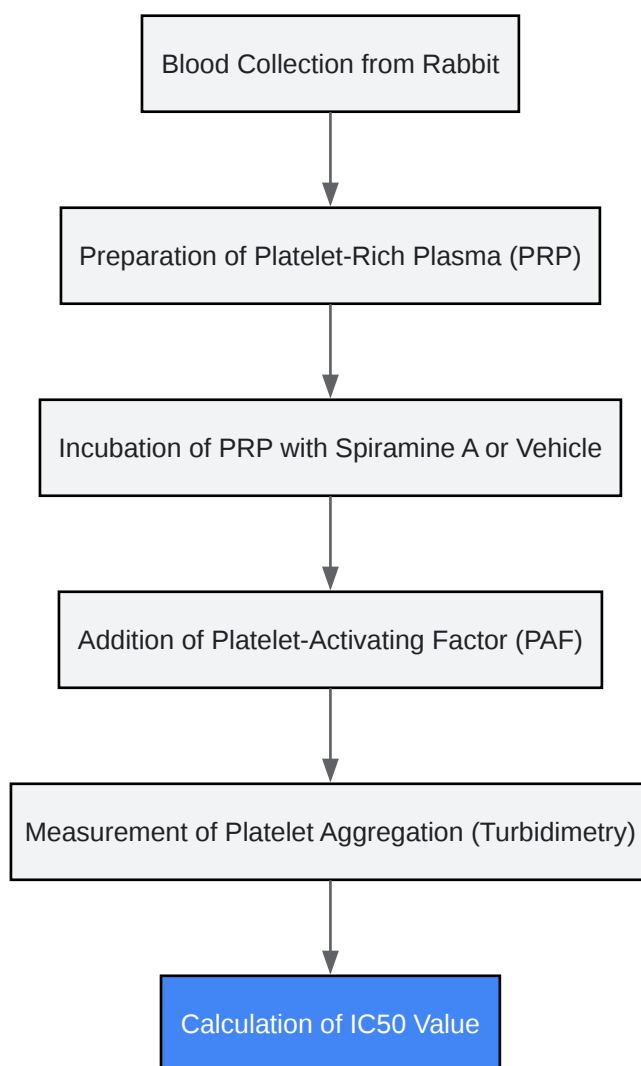 Blood Collection from Rabbit
Preparation of Platelet-Rich Plasma (PRP)
Incubation of PRP with Spiramine A or Vehicle
Addition of Platelet-Activating Factor (PAF)
Measurement of Platelet Aggregation (Turbidimetry)
Calculation of IC50 Value